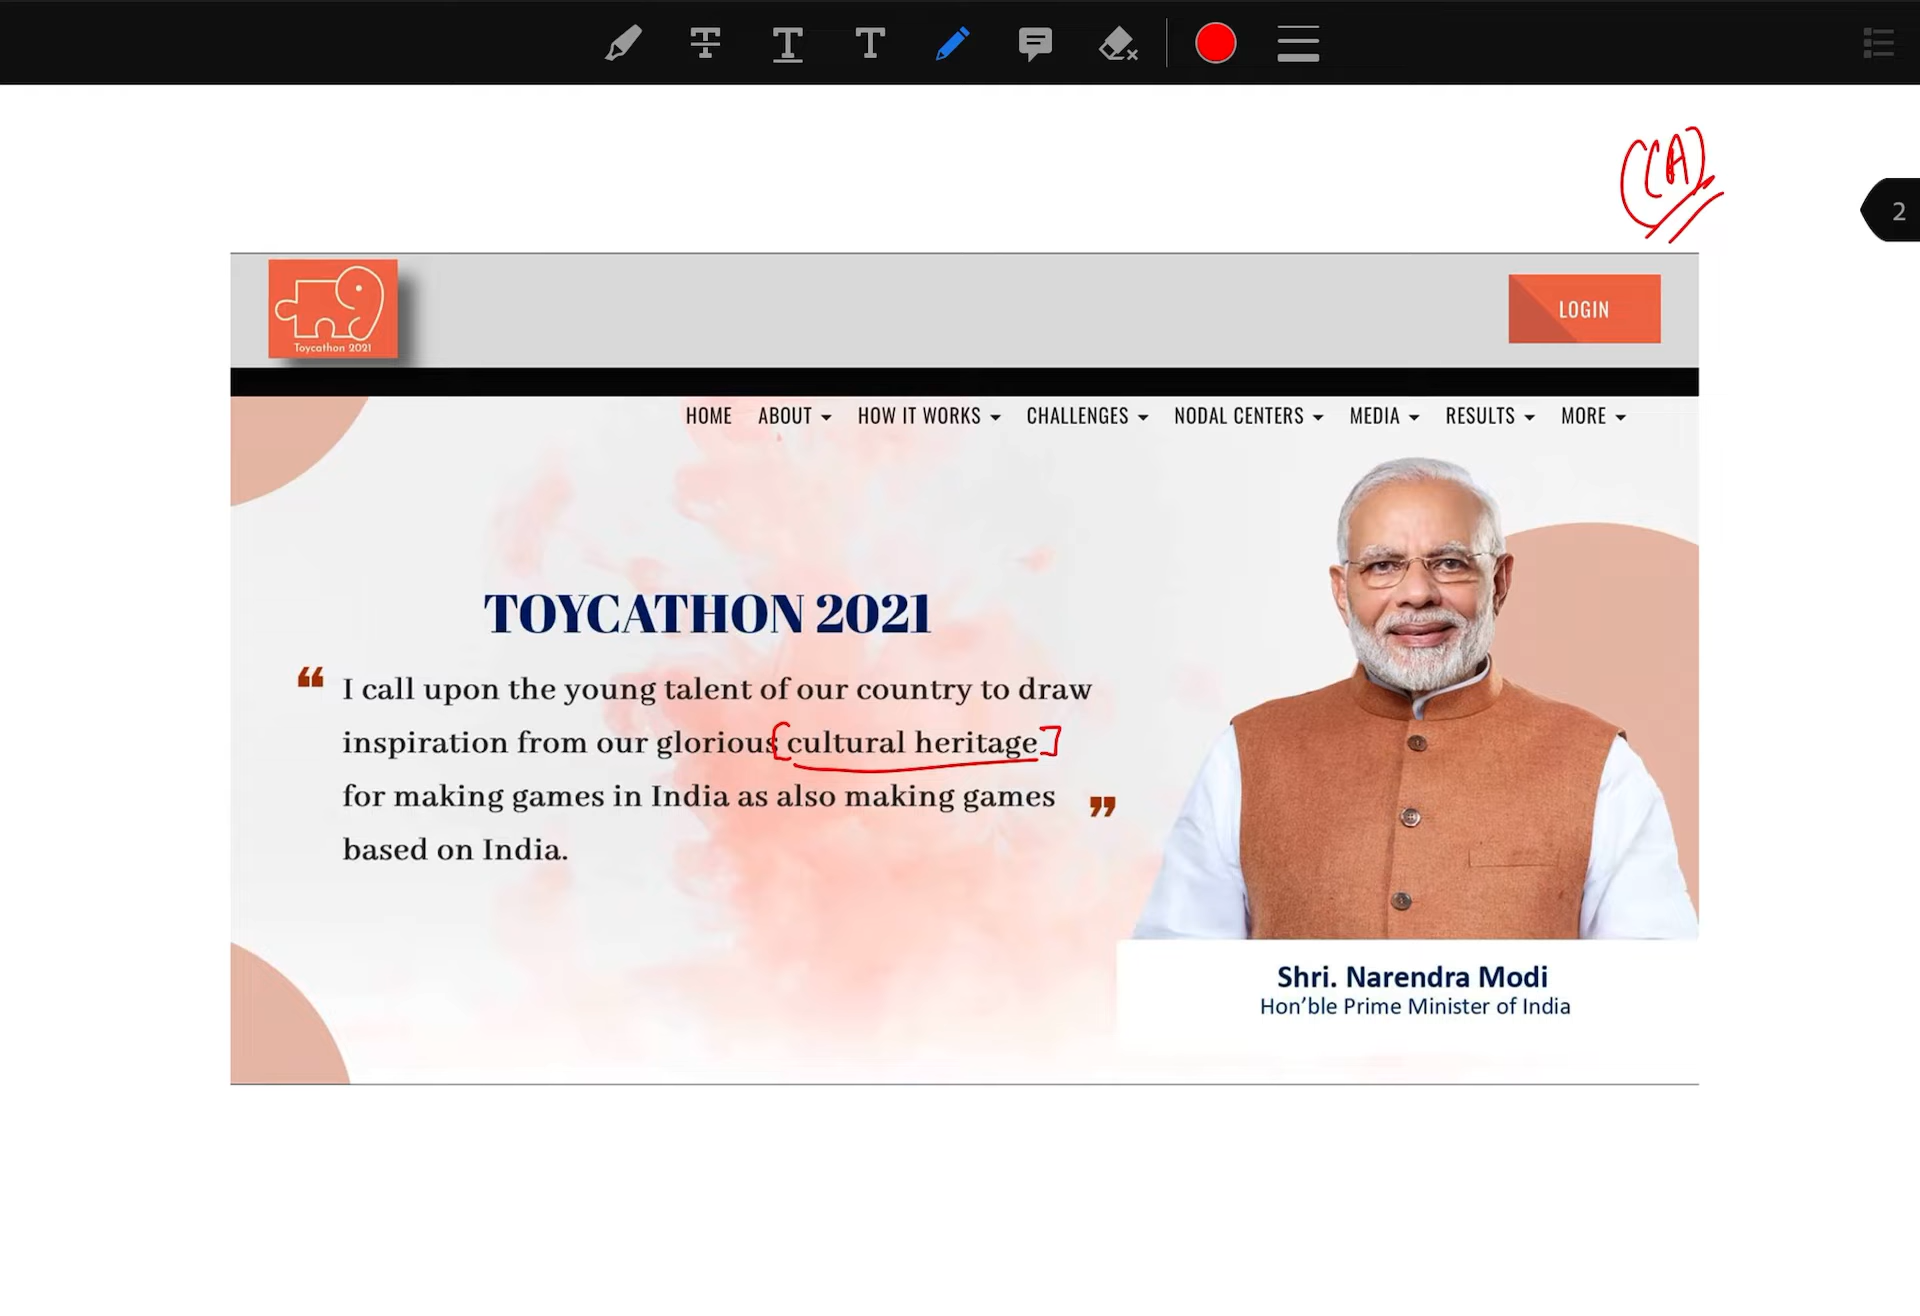 (A)
2
Toycathon 2021
LOGIN
HOME ABOUT HOW IT WORKS CHALLENGES NODAL CENTERS MEDIA RESULTS MORE
TOYCATHON 2021
“ I call upon the young talent of our country to draw
inspiration from our glorious [cultural heritage]
for making games in India as also making games ”
based on India.
Shri. Narendra Modi
Hon'ble Prime Minister of India